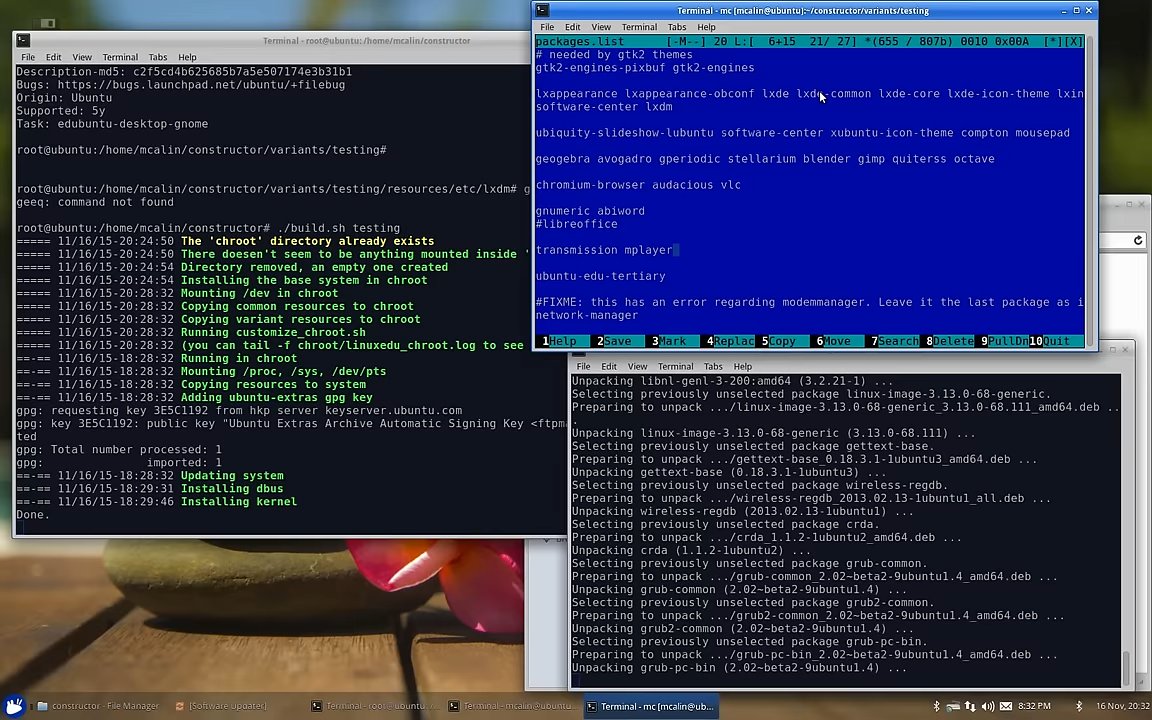 Terminal - root@ubuntu: /home/mcalin/constructor
File Edit View Terminal Tabs Help
Description-md5: c2f5cd4b625685b7a5e507174e3b31b1
Bugs: https://bugs.launchpad.net/ubuntu/+filebug
Origin: Ubuntu
Supported: 5y
Task: edubuntu-desktop-gnome
root@ubuntu:/home/mcalin/constructor/variants/testing#
root@ubuntu:/home/mcalin/constructor/variants/testing/resources/etc/lxdm# g
geeq: command not found
root@ubuntu:/home/mcalin/constructor# ./build.sh testing
===== 11/16/15-20:24:50 The 'chroot' directory already exists
===== 11/16/15-20:24:50 There doesen't seem to be anything mounted inside '
===== 11/16/15-20:24:54 Directory removed, an empty one created
===== 11/16/15-20:24:54 Installing the base system in chroot
===== 11/16/15-20:28:32 Mounting /dev in chroot
===== 11/16/15-20:28:32 Copying common resources to chroot
===== 11/16/15-20:28:32 Copying variant resources to chroot
===== 11/16/15-20:28:32 Running customize_chroot.sh
===== 11/16/15-20:28:32 (you can tail -f chroot/linuxedu_chroot.log to see
==-== 11/16/15-18:28:32 Running in chroot
==-== 11/16/15-18:28:32 Mounting /proc, /sys, /dev/pts
==-== 11/16/15-18:28:32 Copying resources to system
==-== 11/16/15-18:28:32 Adding ubuntu-extras gpg key
gpg: requesting key 3E5C1192 from hkp server keyserver.ubuntu.com
gpg: key 3E5C1192: public key "Ubuntu Extras Archive Automatic Signing Key <ftpm
ted
gpg: Total number processed: 1
gpg: imported: 1
==-== 11/16/15-18:28:32 Updating system
==-== 11/16/15-18:29:31 Installing dbus
==-== 11/16/15-18:29:46 Installing kernel
Done.
Terminal - mc [mcalin@ubuntu]:~/constructor/variants/testing
File Edit View Terminal Tabs Help
packages.list [-M--] 20 L:[ 6+15 21/ 27] *(655 / 807b) 0010 0x00A [*][X]
# needed by gtk2 themes
gtk2-engines-pixbuf gtk2-engines
lxappearance lxappearance-obconf lxde lxde-common lxde-core lxde-icon-theme lxin
software-center lxdm
ubiquity-slideshow-lubuntu software-center xubuntu-icon-theme compton mousepad
geogebra avogadro gperiodic stellarium blender gimp quiterss octave
chromium-browser audacious vlc
gnumeric abiword
#libreoffice
transmission mplayer
ubuntu-edu-tertiary
#FIXME: this has an error regarding modemmanager. Leave it the last package as i
network-manager
1Help 2Save 3Mark 4Replac 5Copy 6Move 7Search 8Delete 9PullDn 10Quit
File Edit View Terminal Tabs Help
Unpacking libnl-genl-3-200:amd64 (3.2.21-1) ...
Selecting previously unselected package linux-image-3.13.0-68-generic.
Preparing to unpack .../linux-image-3.13.0-68-generic_3.13.0-68.111_amd64.deb ..
.
Unpacking linux-image-3.13.0-68-generic (3.13.0-68.111) ...
Selecting previously unselected package gettext-base.
Preparing to unpack .../gettext-base_0.18.3.1-1ubuntu3_amd64.deb ...
Unpacking gettext-base (0.18.3.1-1ubuntu3) ...
Selecting previously unselected package wireless-regdb.
Preparing to unpack .../wireless-regdb_2013.02.13-1ubuntu1_all.deb ...
Unpacking wireless-regdb (2013.02.13-1ubuntu1) ...
Selecting previously unselected package crda.
Preparing to unpack .../crda_1.1.2-1ubuntu2_amd64.deb ...
Unpacking crda (1.1.2-1ubuntu2) ...
Selecting previously unselected package grub-common.
Preparing to unpack .../grub-common_2.02~beta2-9ubuntu1.4_amd64.deb ...
Unpacking grub-common (2.02~beta2-9ubuntu1.4) ...
Selecting previously unselected package grub2-common.
Preparing to unpack .../grub2-common_2.02~beta2-9ubuntu1.4_amd64.deb ...
Unpacking grub2-common (2.02~beta2-9ubuntu1.4) ...
Selecting previously unselected package grub-pc-bin.
Preparing to unpack .../grub-pc-bin_2.02~beta2-9ubuntu1.4_amd64.deb ...
Unpacking grub-pc-bin (2.02~beta2-9ubuntu1.4) ...
constructor - File Manager [Software Updater] Terminal - root@ubuntu: Terminal - mcalin@ubuntu... Terminal - mc [mcalin@ub... 8:32 PM 16 Nov, 20:32